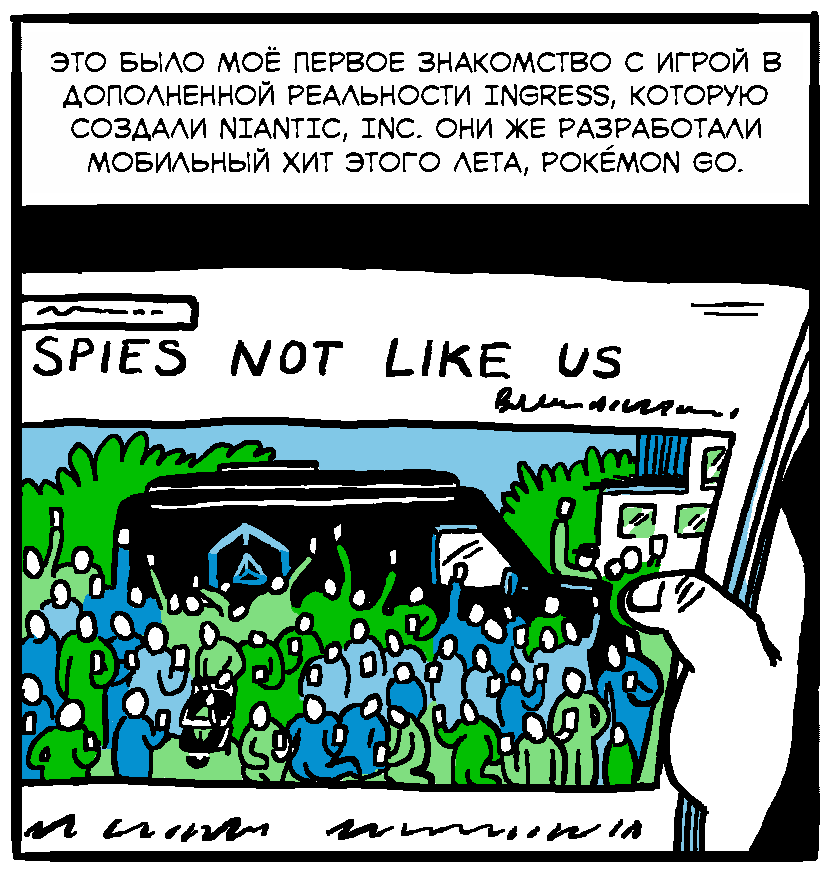 ЭТО БЫЛО МОЁ ПЕРВОЕ ЗНАКОМСТВО С ИГРОЙ В
ДОПОЛНЕННОЙ РЕАЛЬНОСТИ INGRESS, КОТОРУЮ
СОЗДАЛИ NIANTIC, INC. ОНИ ЖЕ РАЗРАБОТАЛИ
МОБИЛЬНЫЙ ХИТ ЭТОГО ЛЕТА, POKÉMON GO.
SPIES NOT LIKE US